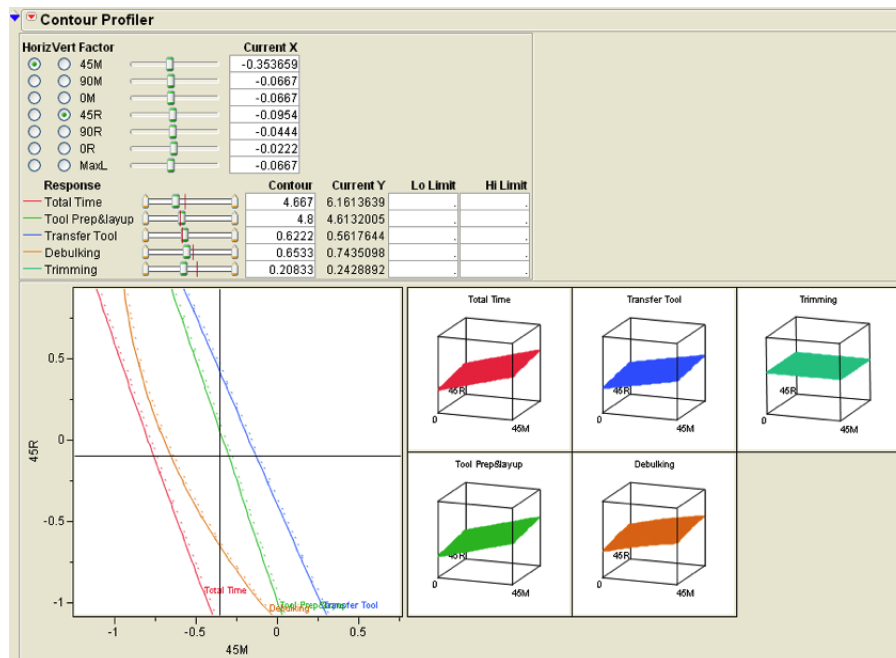 Contour Profiler
Horiz Vert Factor Current X
45M -0.353659
90M -0.0667
0M -0.0667
45R -0.0954
90R -0.0444
0R -0.0222
MaxL -0.0667
Response Contour Current Y Lo Limit Hi Limit
Total Time 4.667 6.1613639 . .
Tool Prep&layup 4.8 4.6132005 . .
Transfer Tool 0.6222 0.5617644 . .
Debulking 0.6533 0.7435098 . .
Trimming 0.20833 0.2428892 . .
0.5
0
-0.5
-1
45R
Total Time
Debulking
Tool Prep&layup
Transfer Tool
-1 -0.5 0 0.5
45M
Total Time
45R
0
45M
Transfer Tool
45R
0
45M
Trimming
45R
0
45M
Tool Prep&layup
45R
0
45M
Debulking
45R
0
45M